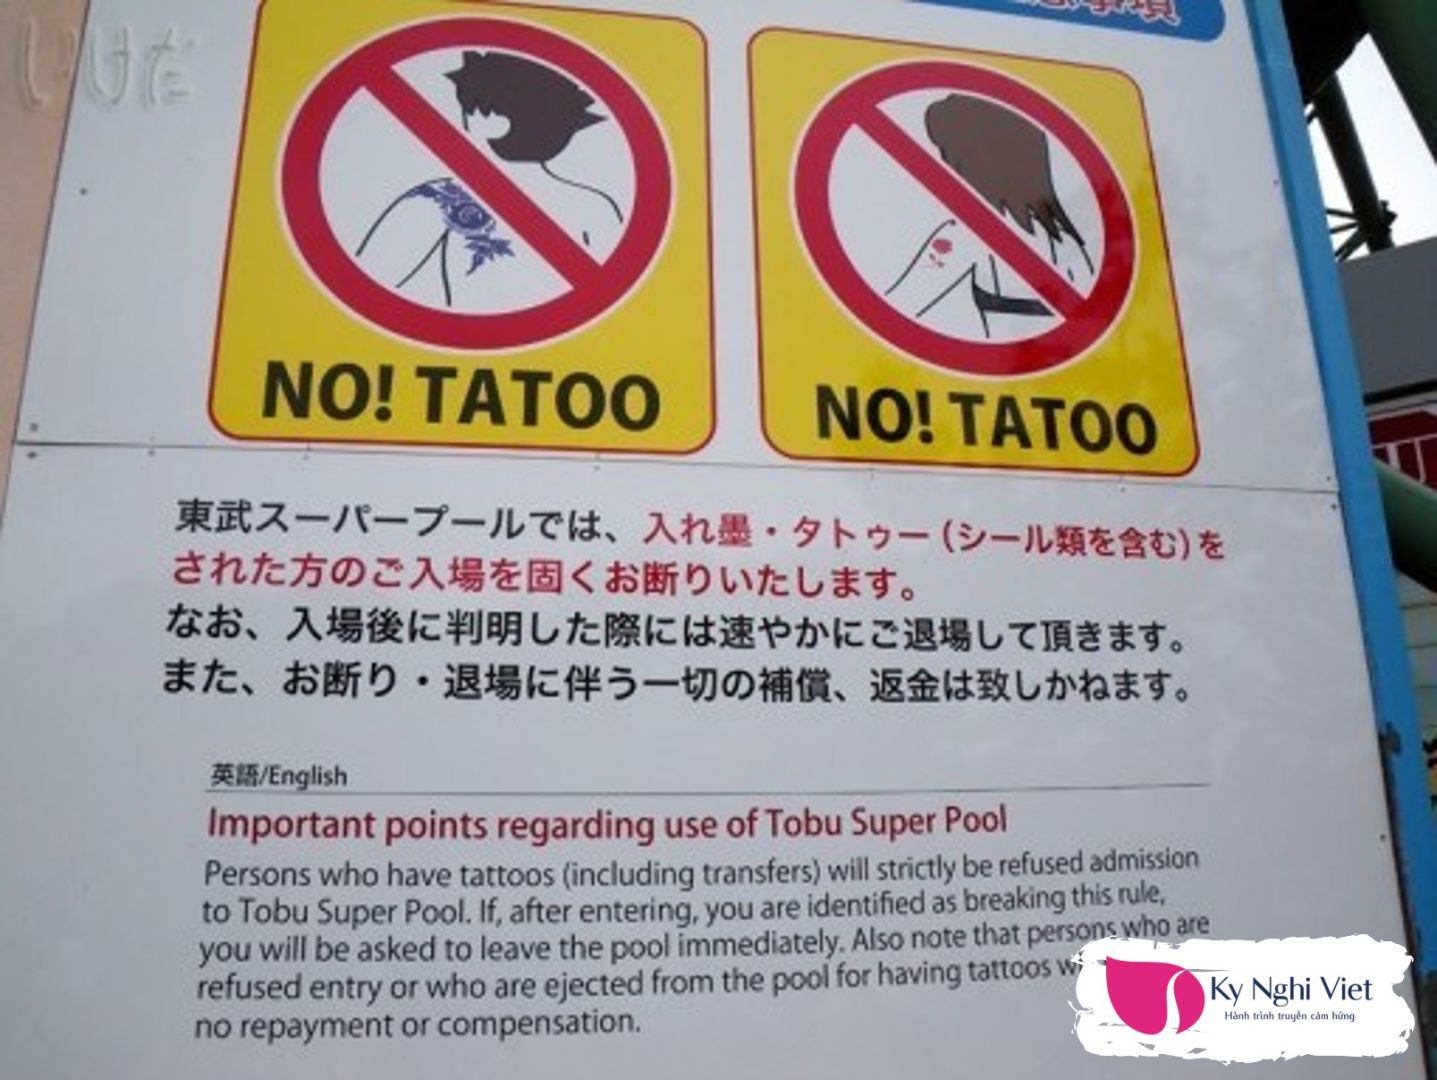 事項
NO! TATOO
NO! TATOO
東武スーパープールでは、入れ墨・タトゥー(シール類を含む)を
された方のご入場を固くお断りいたします。
なお、入場後に判明した際には速やかにご退場して頂きます。
また、お断り・退場に伴う一切の補償、返金は致しかねます。
英語/English
Important points regarding use of Tobu Super Pool
Persons who have tattoos (including transfers) will strictly be refused admission
to Tobu Super Pool. If, after entering, you are identified as breaking this rule,
you will be asked to leave the pool immediately. Also note that persons who are
refused entry or who are ejected from the pool for having tattoos
no repayment or compensation.
Ky Nghi Viet
Hành trình truyền cảm hứng